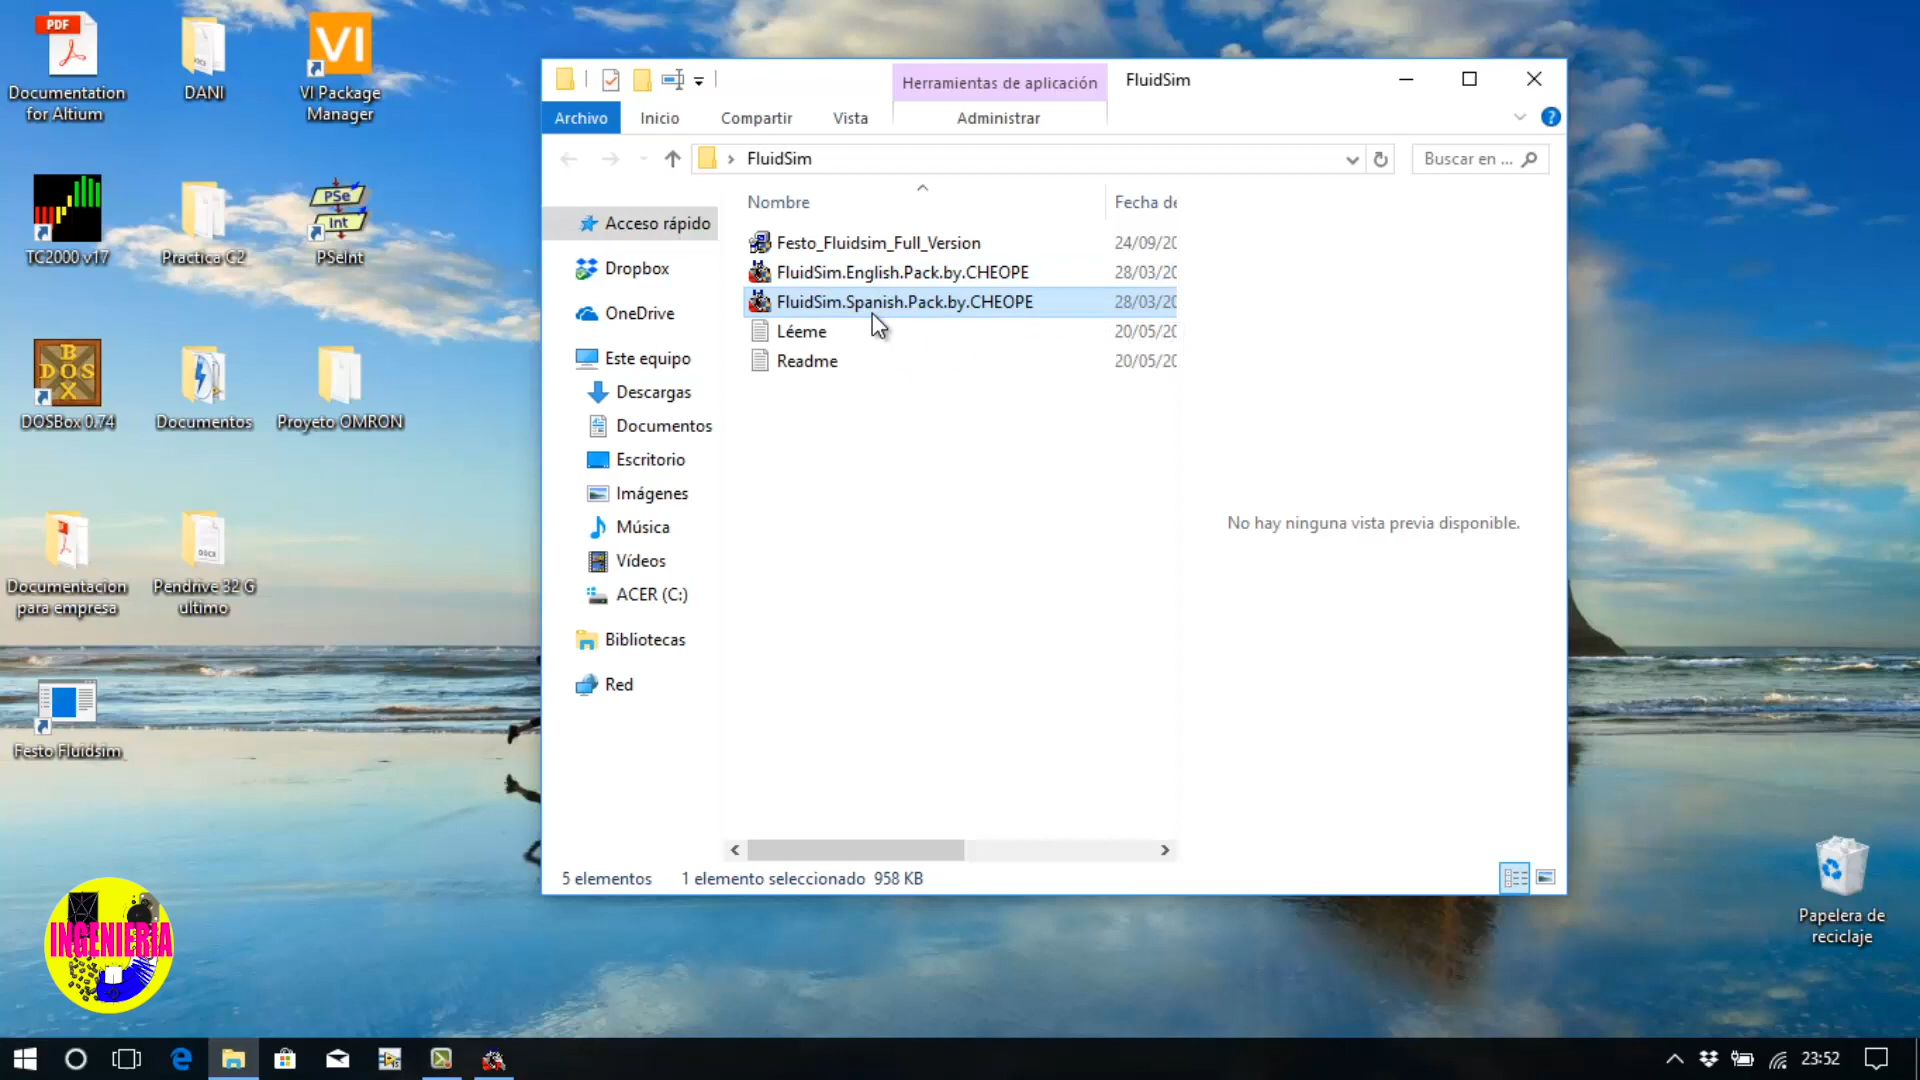 PDF
Documentation
for Altium
DOCX
DANI
VI
VI Package
Manager
TC2000 v17
Practica C2
PSe
Int
PSeInt
BOX
DOS
DOSBox 0.74
Documentos
Proyeto OMRON
Documentacion
para empresa
DOCX
Pendrive 32 G
ultimo
Festo Fluidsim
INGENIERIA
Herramientas de aplicación
FluidSim
Archivo
Inicio
Compartir
Vista
Administrar
FluidSim
Buscar en ...
Acceso rápido
Dropbox
OneDrive
Este equipo
Descargas
Documentos
Escritorio
Imágenes
Música
Vídeos
ACER (C:)
Bibliotecas
Red
Nombre
Fecha de
Festo_Fluidsim_Full_Version
24/09/20
FluidSim.English.Pack.by.CHEOPE
28/03/20
FluidSim.Spanish.Pack.by.CHEOPE
28/03/20
Léeme
20/05/20
Readme
20/05/20
No hay ninguna vista previa disponible.
5 elementos
1 elemento seleccionado 958 KB
Papelera de
reciclaje
23:52